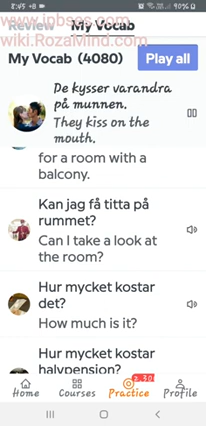 8:45 +8
90%
Review My Vocab
www.ipbses.com
wiki.RozaMind.com
My Vocab (4080) Play all
De kysser varandra
på munnen.
They kiss on the
mouth.
for a room with a
balcony.
Kan jag få titta på
rummet?
Can I take a look at
the room?
Hur mycket kostar
det?
How much is it?
Hur mycket kostar
halvpension?
2.30
Home Courses Practice Profile